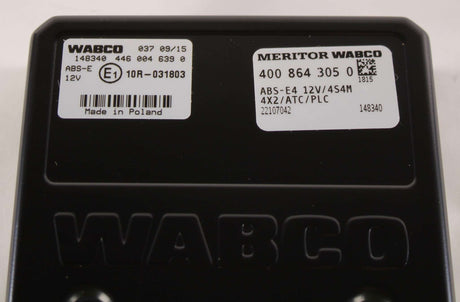 WABCO 037 09/15
148340 446 004 639 0
ABS-E
12V
E1 10R-031803
Made in Poland
MERITOR WABCO
400 864 305 0
1815
ABS-E4 12V/4S4M
4X2/ATC/PLC
22107042 148340
WABCO